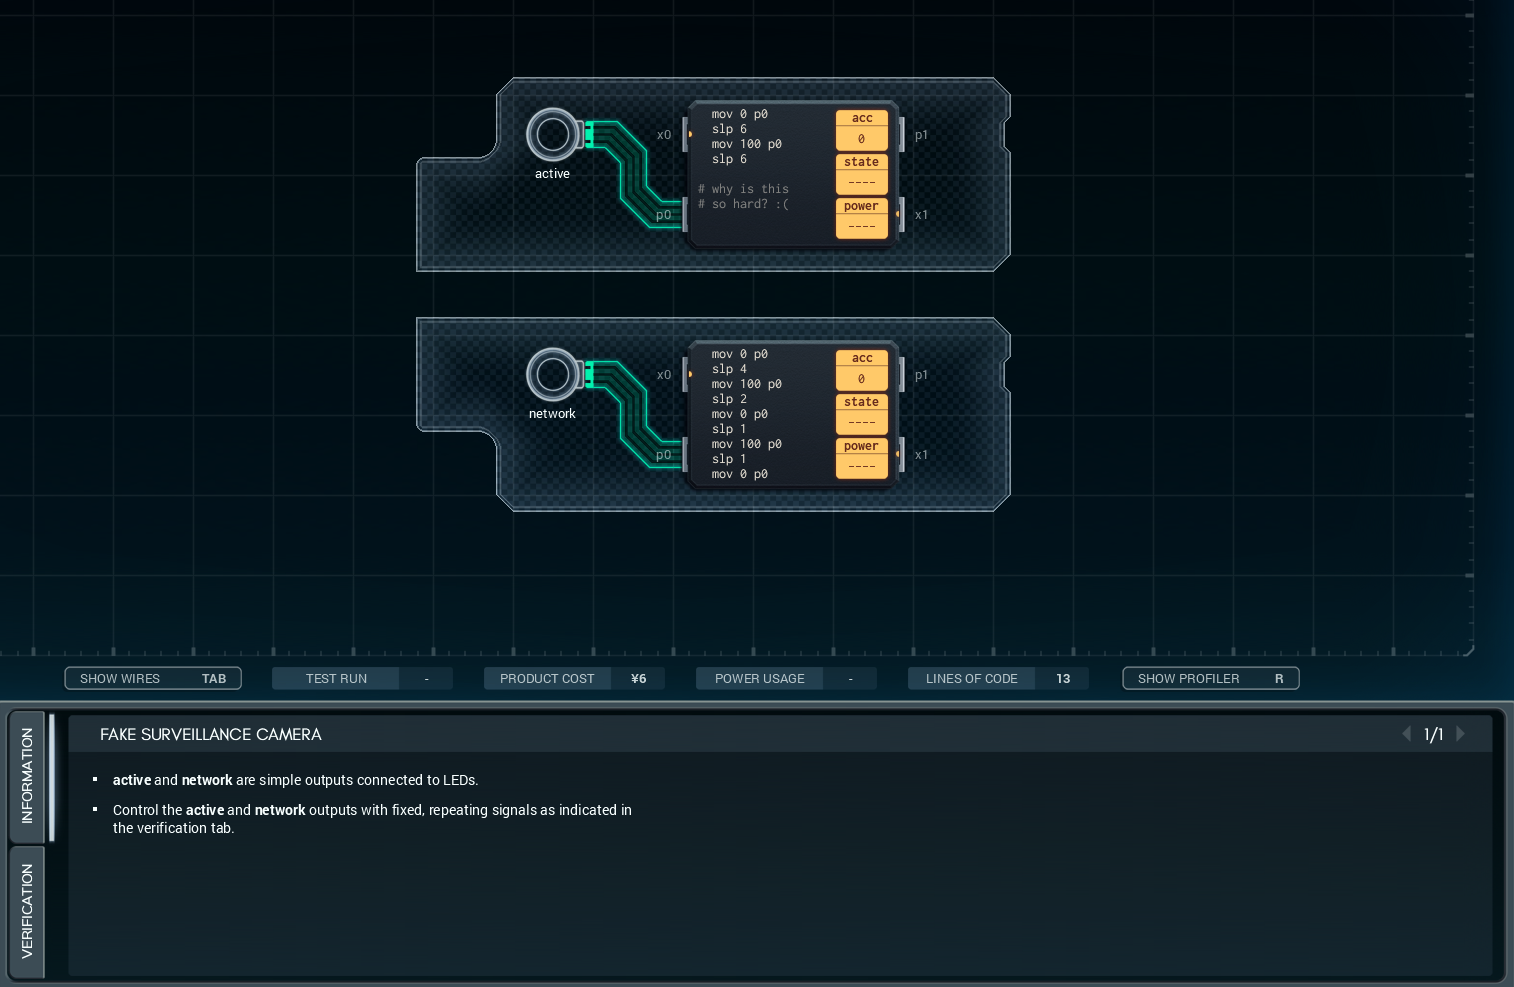 mov 0 p0
slp 6
mov 100 p0
slp 6
# why is this
# so hard? :(
acc
0
state
----
power
----
x0
p0
p1
x1
active
mov 0 p0
slp 4
mov 100 p0
slp 2
mov 0 p0
slp 1
mov 100 p0
slp 1
mov 0 p0
acc
0
state
----
power
----
x0
p0
p1
x1
network
SHOW WIRES TAB
TEST RUN -
PRODUCT COST ¥6
POWER USAGE -
LINES OF CODE 13
SHOW PROFILER R
INFORMATION
VERIFICATION
FAKE SURVEILLANCE CAMERA
1/1
active and network are simple outputs connected to LEDs.
Control the active and network outputs with fixed, repeating signals as indicated in
the verification tab.